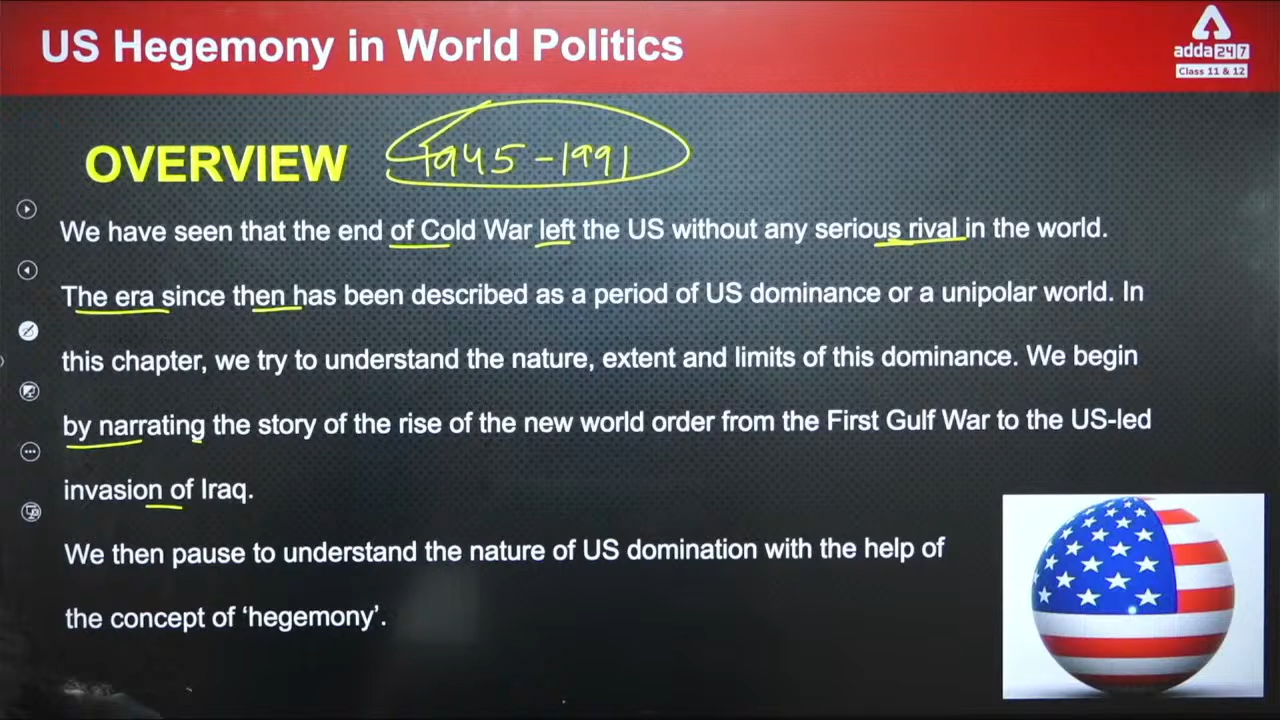 US Hegemony in World Politics
adda247
Class 11 & 12
OVERVIEW
1945-1991
We have seen that the end of Cold War left the US without any serious rival in the world.
The era since then has been described as a period of US dominance or a unipolar world. In
this chapter, we try to understand the nature, extent and limits of this dominance. We begin
by narrating the story of the rise of the new world order from the First Gulf War to the US-led
invasion of Iraq.
We then pause to understand the nature of US domination with the help of
the concept of ‘hegemony’.